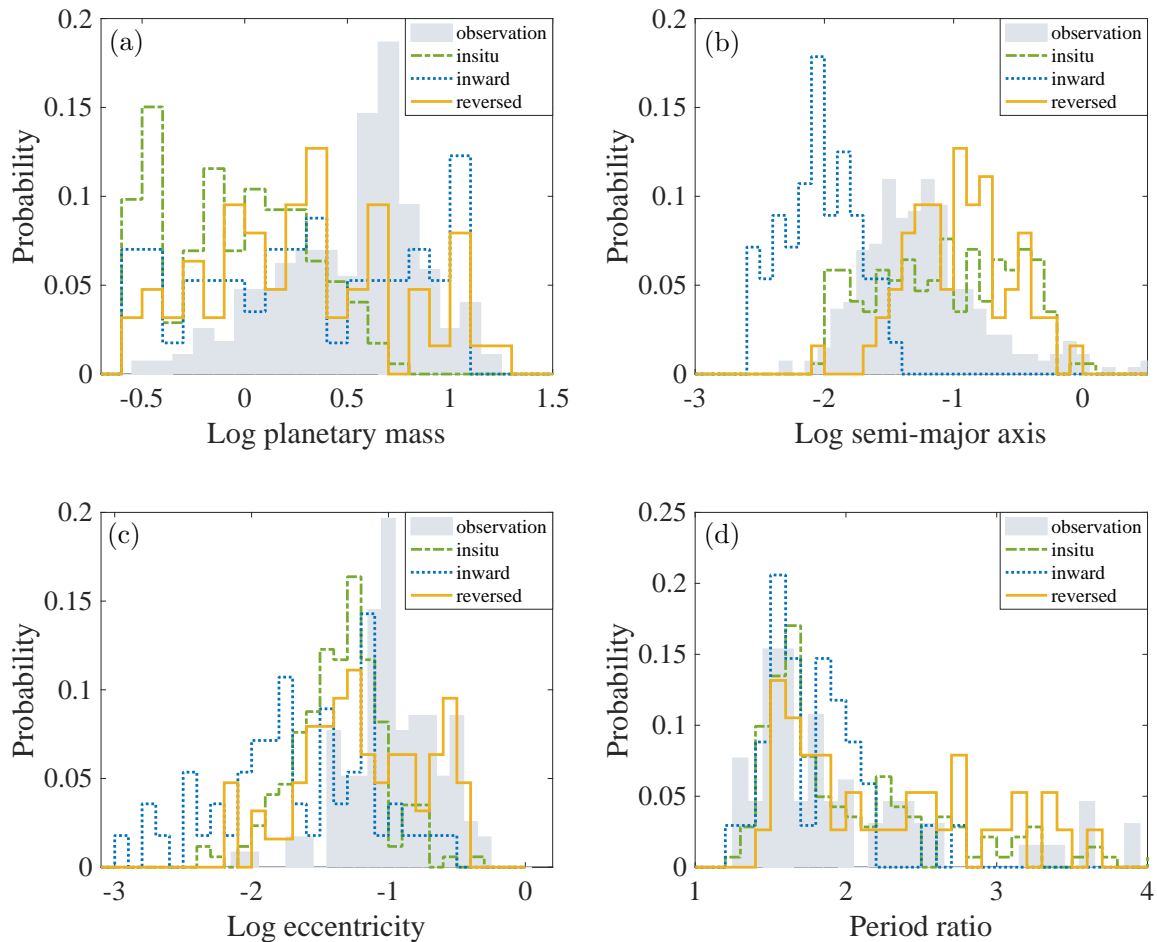 (a)
observation
insitu
inward
reversed
0.2
0.15
0.1
0.05
0
Probability
-0.5
0
0.5
1
1.5
Log planetary mass
(b)
observation
insitu
inward
reversed
0.2
0.15
0.1
0.05
0
Probability
-3
-2
-1
0
Log semi-major axis
(c)
observation
insitu
inward
reversed
0.2
0.15
0.1
0.05
0
Probability
-3
-2
-1
0
Log eccentricity
(d)
observation
insitu
inward
reversed
0.25
0.2
0.15
0.1
0.05
0
Probability
1
2
3
4
Period ratio